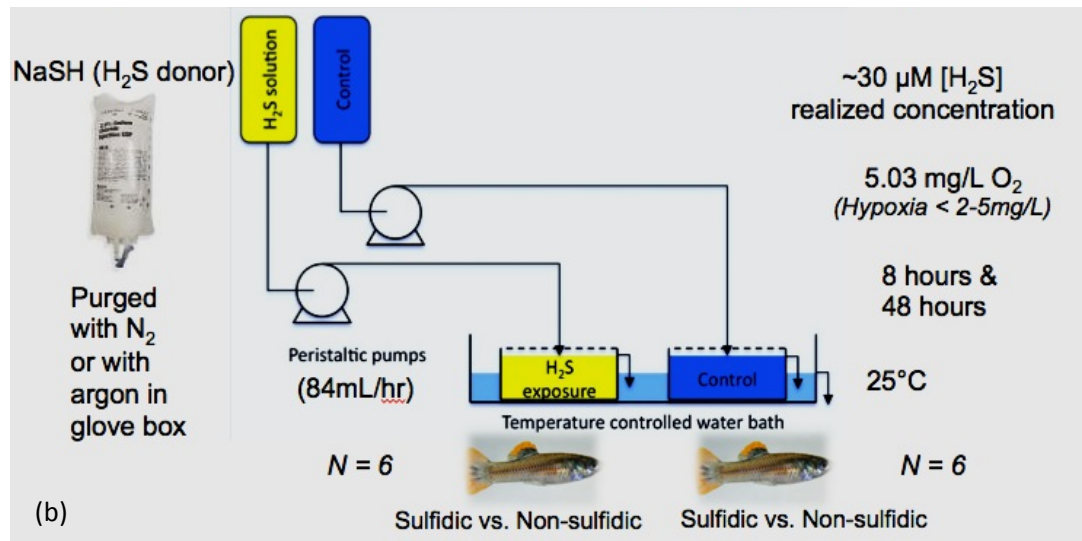 NaSH (H₂S donor)
Purged
with N₂
or with
argon in
glove box
H₂S solution
Control
~30 µM [H₂S]
realized concentration
5.03 mg/L O₂
(Hypoxia < 2-5mg/L)
8 hours &
48 hours
Peristaltic pumps
(84mL/hr)
H₂S
exposure
Control
25°C
Temperature controlled water bath
N = 6
N = 6
Sulfidic vs. Non-sulfidic
Sulfidic vs. Non-sulfidic
(b)